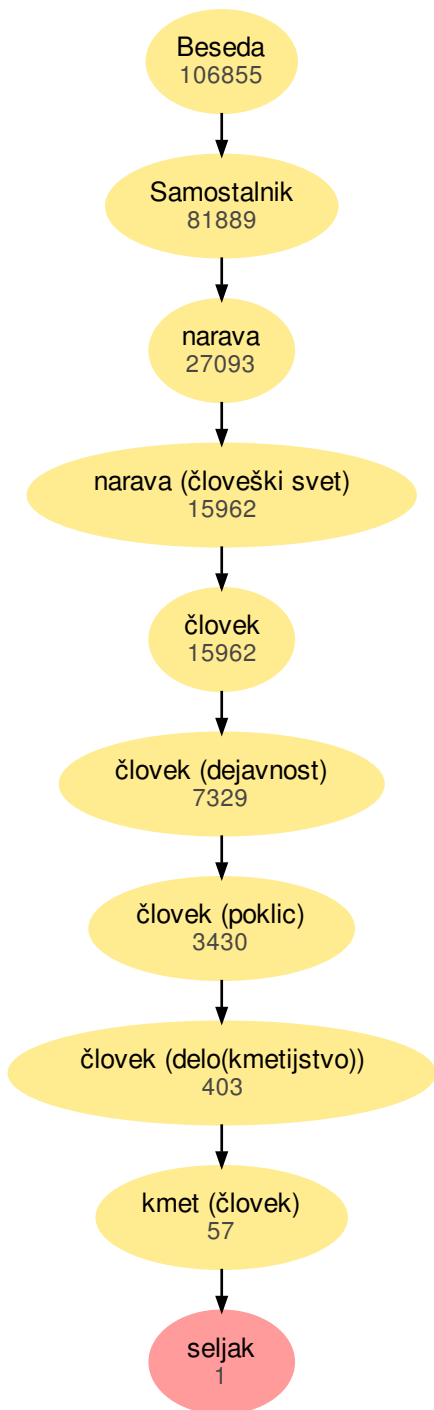 Beseda
106855
Samostalnik
81889
narava
27093
narava (človeški svet)
15962
človek
15962
človek (dejavnost)
7329
človek (poklic)
3430
človek (delo(kmetijstvo))
403
kmet (človek)
57
seljak
1